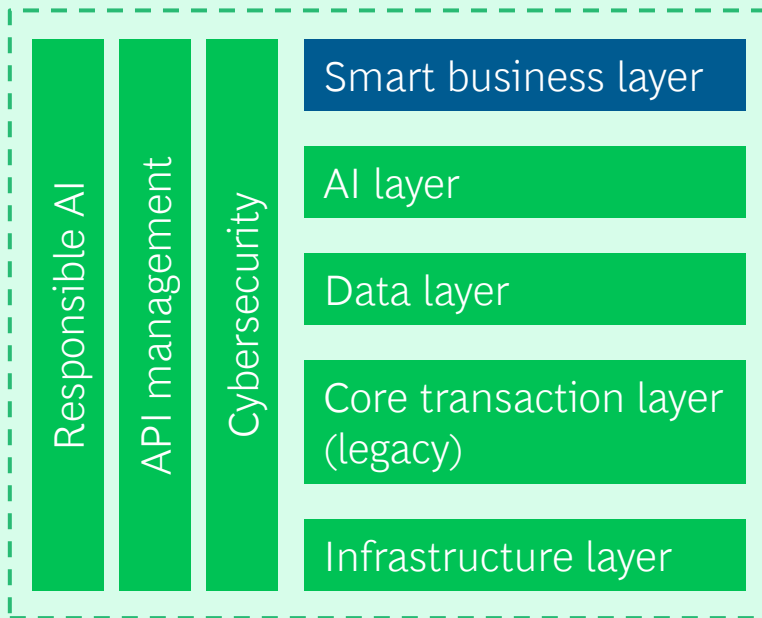 Responsible AI
API management
Cybersecurity
Smart business layer
AI layer
Data layer
Core transaction layer
(legacy)
Infrastructure layer